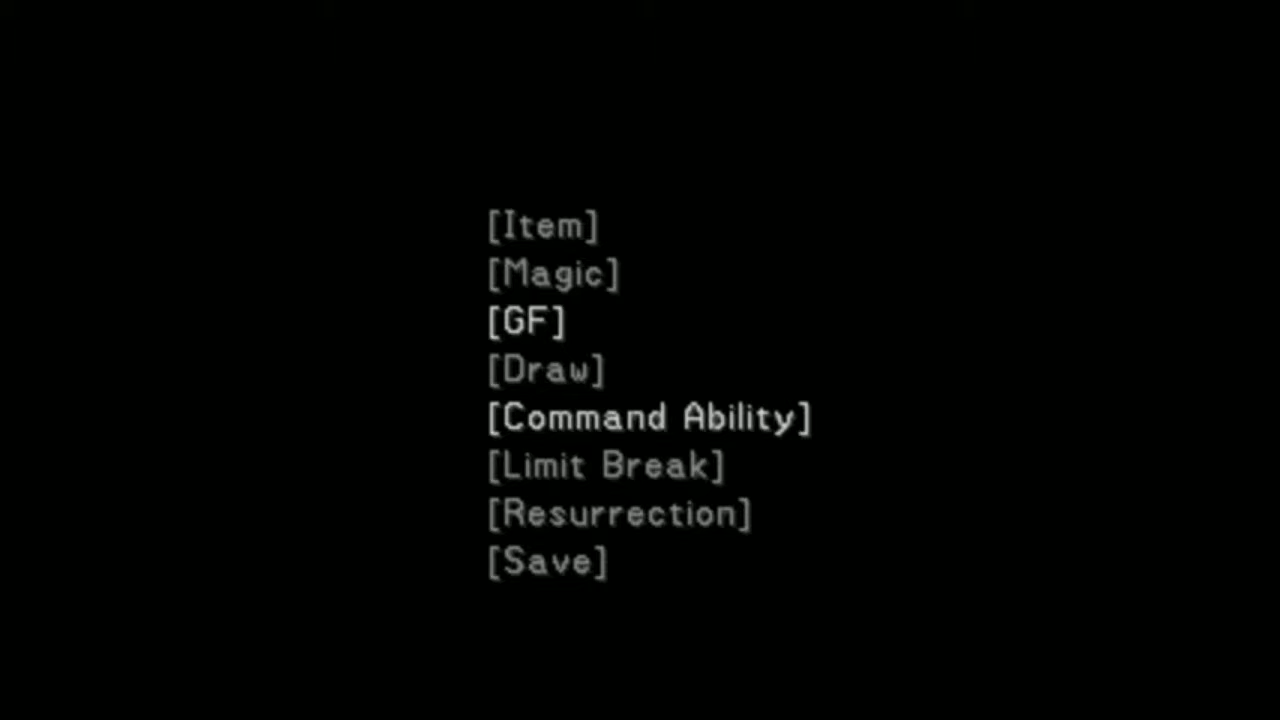 [Item]
[Magic]
[GF]
[Draw]
[Command Ability]
[Limit Break]
[Resurrection]
[Save]